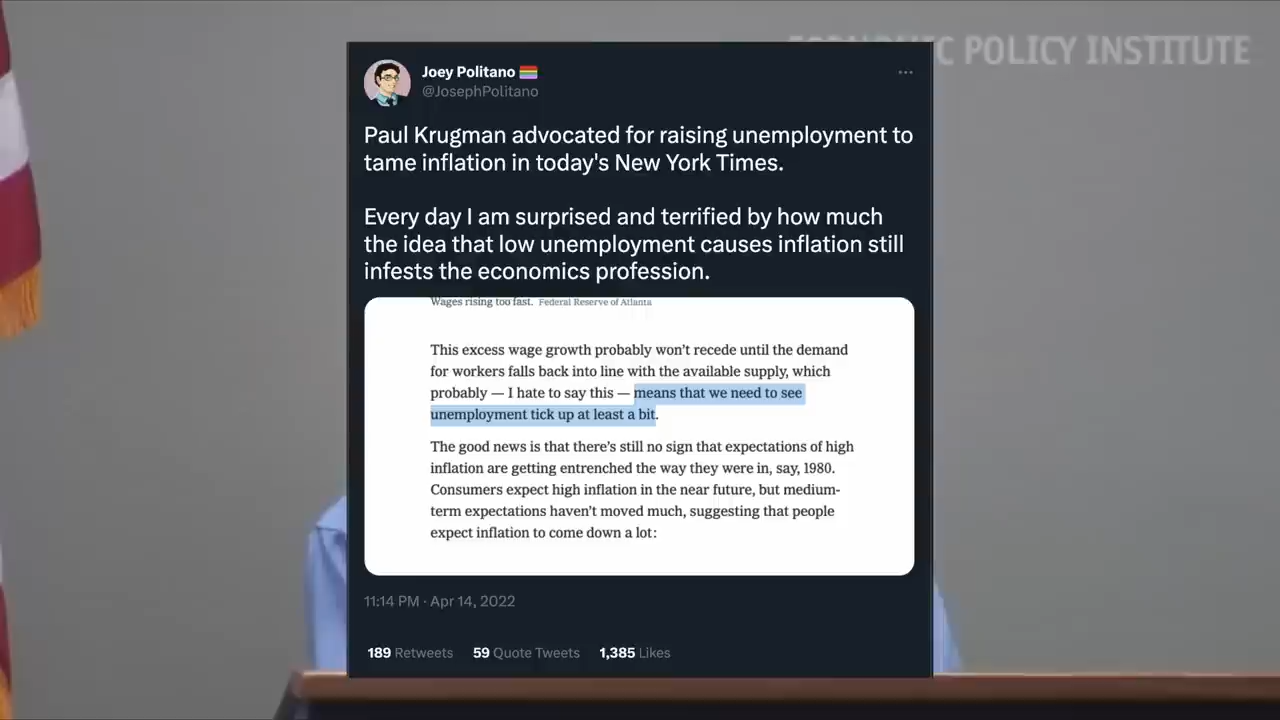 POLICY INSTITUTE
Joey Politano
@JosephPolitano
Paul Krugman advocated for raising unemployment to
tame inflation in today's New York Times.
Every day I am surprised and terrified by how much
the idea that low unemployment causes inflation still
infests the economics profession.
Wages rising too fast. Federal Reserve of Atlanta
This excess wage growth probably won't recede until the demand
for workers falls back into line with the available supply, which
probably — I hate to say this — means that we need to see
unemployment tick up at least a bit.
The good news is that there's still no sign that expectations of high
inflation are getting entrenched the way they were in, say, 1980.
Consumers expect high inflation in the near future, but medium-
term expectations haven't moved much, suggesting that people
expect inflation to come down a lot:
11:14 PM · Apr 14, 2022
189 Retweets 59 Quote Tweets 1,385 Likes